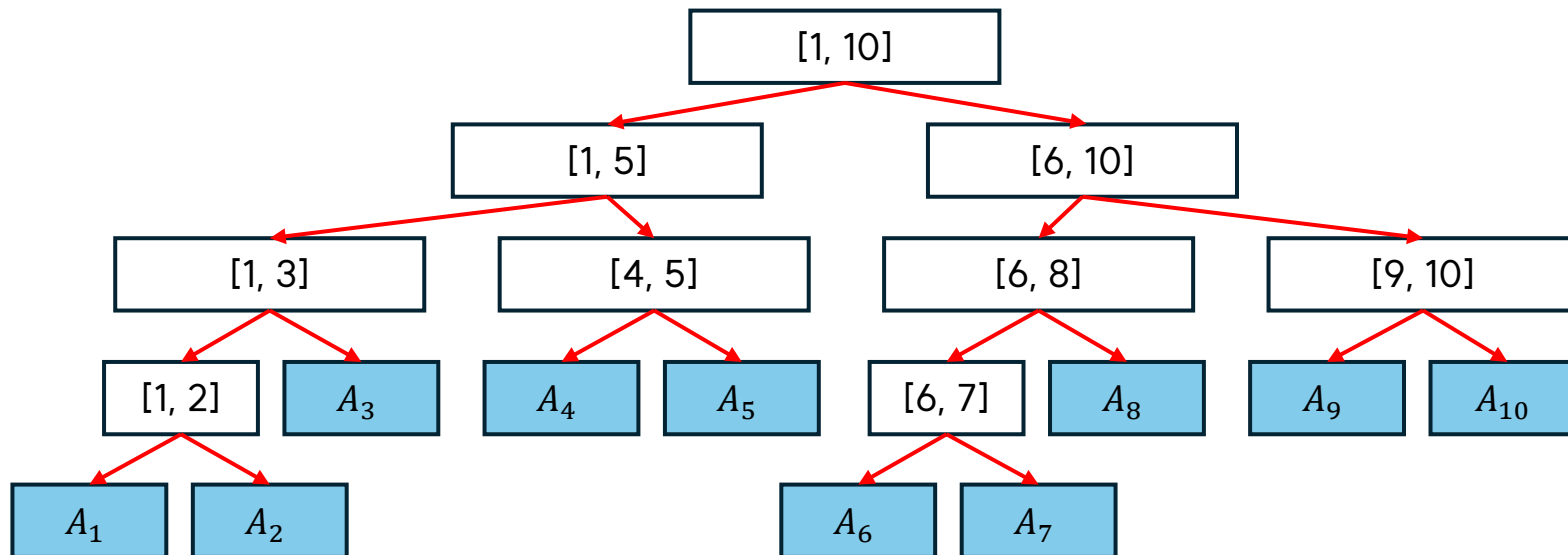 [1, 10]
[1, 5] [6, 10]
[1, 3] [4, 5] [6, 8] [9, 10]
[1, 2] A₃ A₄ A₅ [6, 7] A₈ A₉ A₁₀
A₁ A₂ A₆ A₇